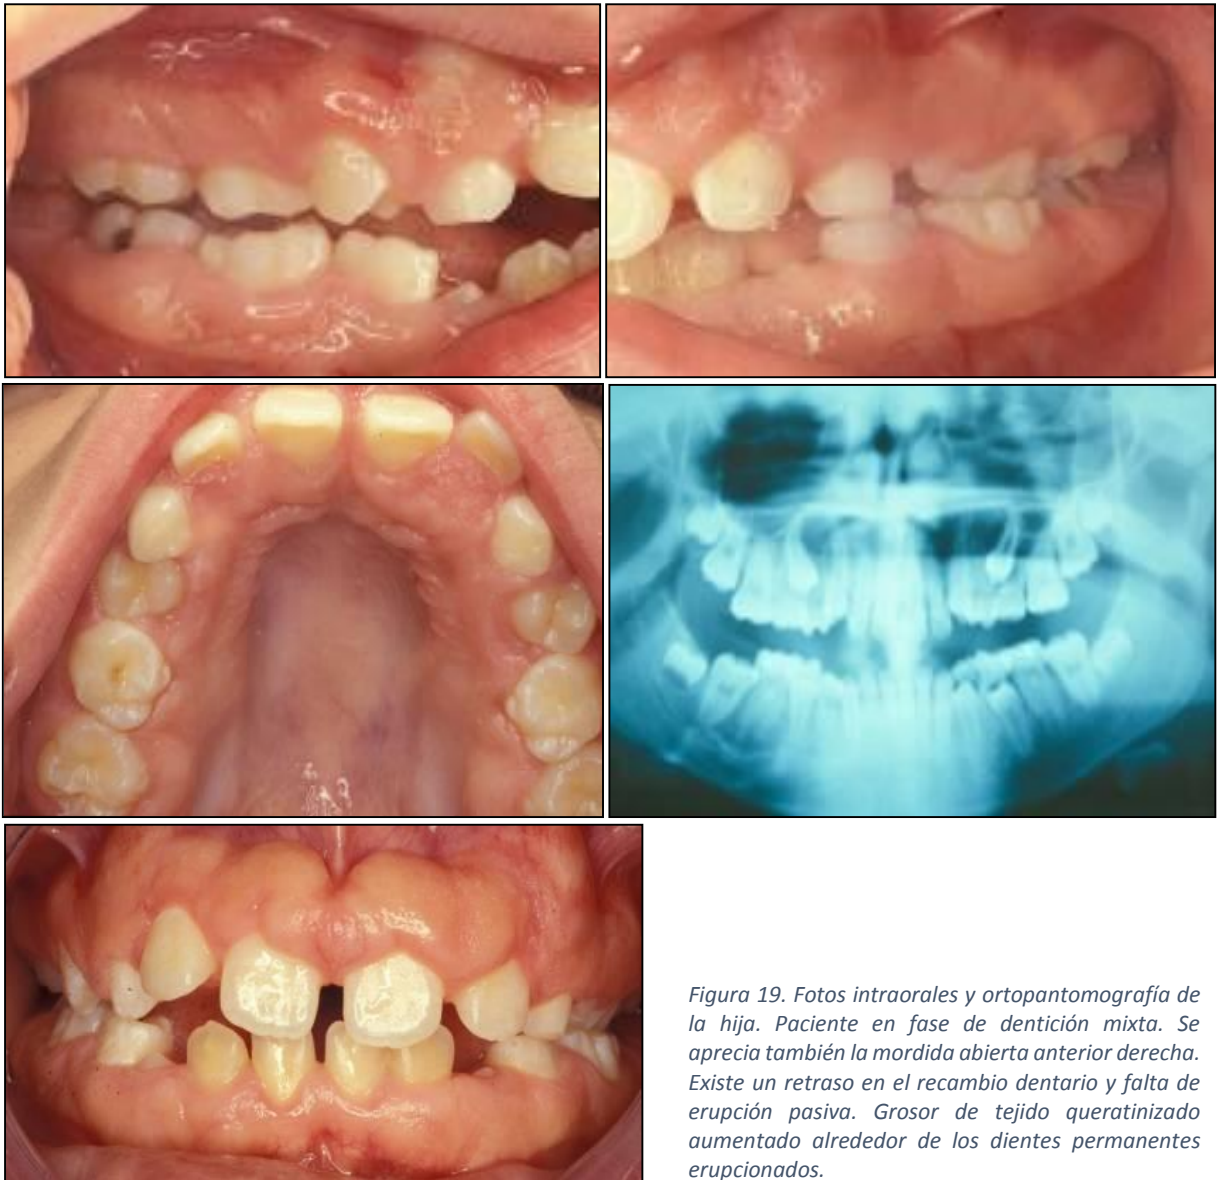 Figura 19. Fotos intraorales y ortopantomografía de
la hija. Paciente en fase de dentición mixta. Se
aprecia también la mordida abierta anterior derecha.
Existe un retraso en el recambio dentario y falta de
erupción pasiva. Grosor de tejido queratinizado
aumentado alrededor de los dientes permanentes
erupcionados.